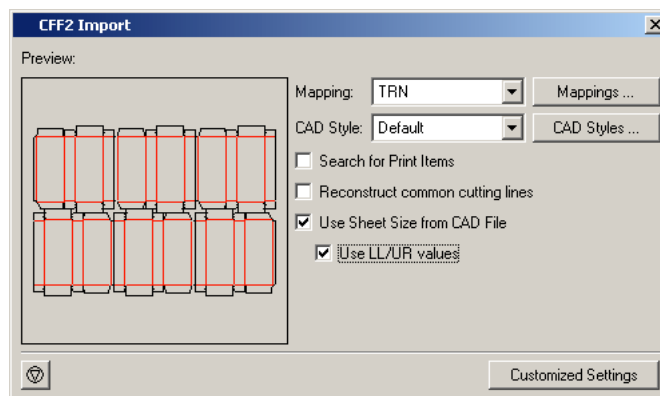 CFF2 Import
Preview:
Mapping: TRN Mappings ...
CAD Style: Default CAD Styles ...
Search for Print Items
Reconstruct common cutting lines
Use Sheet Size from CAD File
Use LL/UR values
Customized Settings